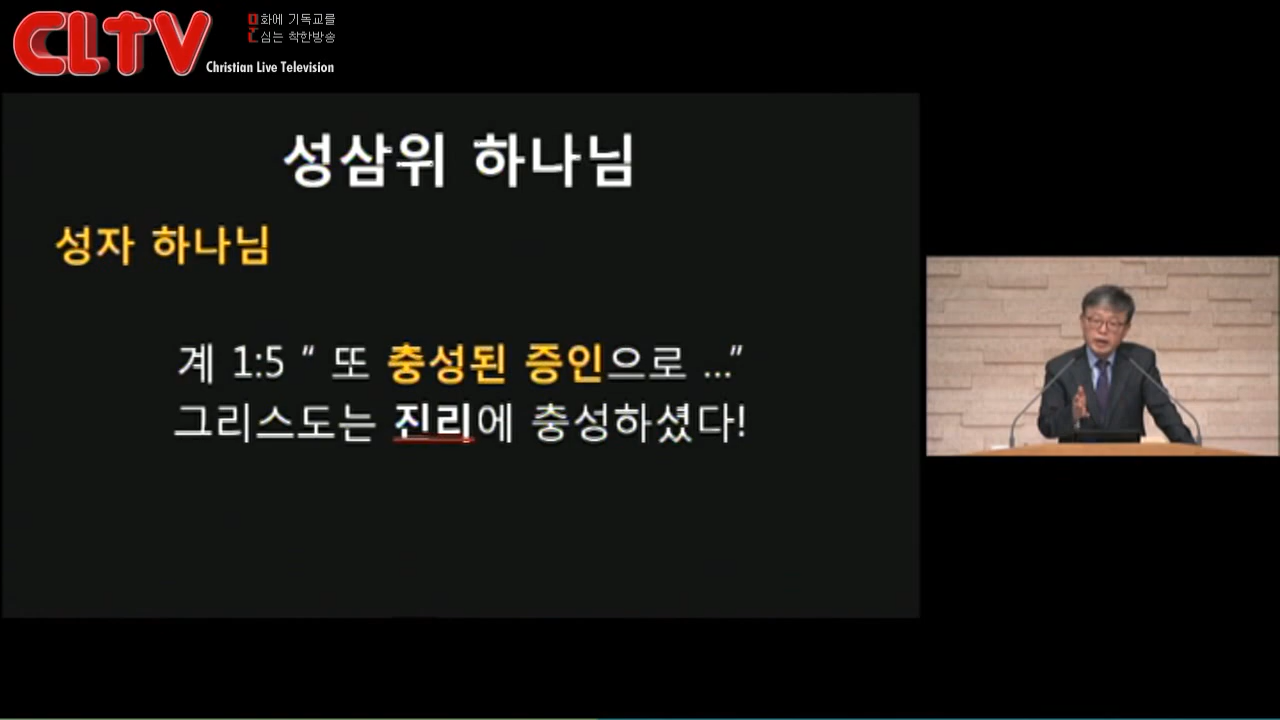 CLTV
문화에 기독교를
심는 착한방송
Christian Live Television
성삼위 하나님
성자 하나님
계 1:5 “ 또 충성된 증인으로 ...”
그리스도는 진리에 충성하셨다!